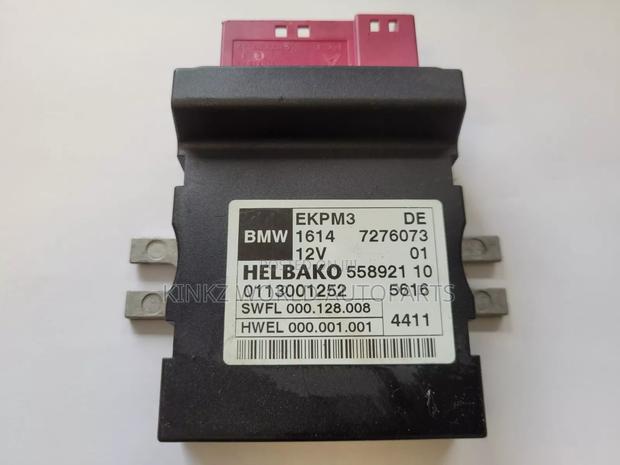 BMW EKPM3 DE
1614 7276073
12V 01
HELBAKO 558921 10
0113001252 5616
SWFL 000.128.008
HWEL 000.001.001 4411
KINKZ WORLD AUTOPARTS